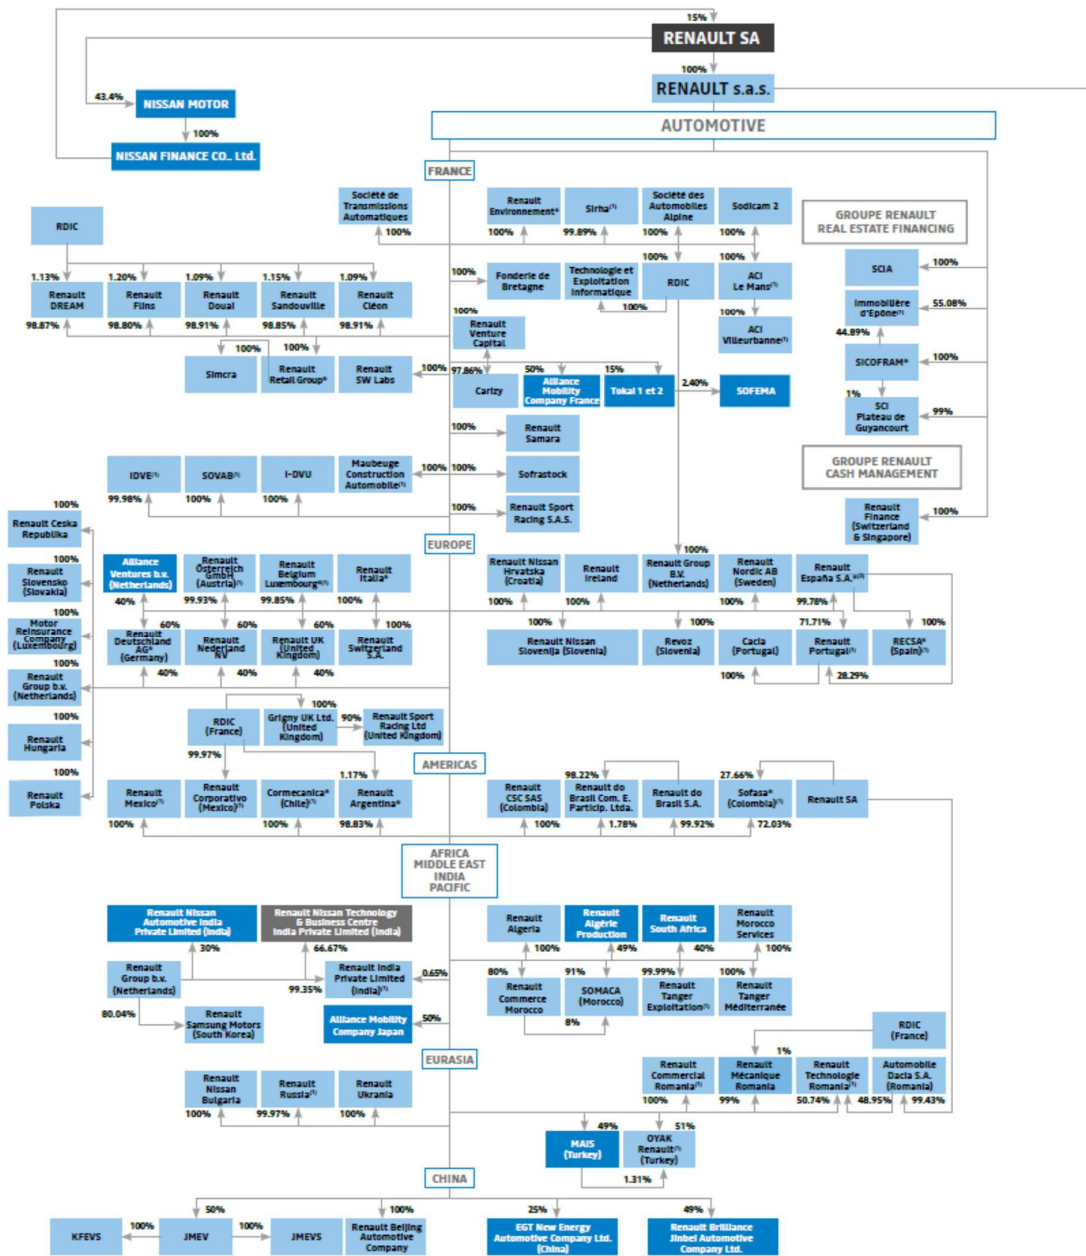 15%
RENAULT SA
100%
RENAULT s.a.s.
43.4%
NISSAN MOTOR
100%
NISSAN FINANCE CO.. Ltd.
AUTOMOTIVE
FRANCE
Société de
Transmissions
Automatiques
100%
Renault
Environnement*
100%
Sirha(1)
99.89%
Société des
Automobiles
Alpine
100%
Sodicam 2
100%
GROUPE RENAULT
REAL ESTATE FINANCING
RDIC
1.13%
Renault
DREAM
98.87%
1.20%
Renault
Flins
98.80%
1.09%
Renault
Douai
98.91%
1.15%
Renault
Sandouville
98.85%
1.09%
Renault
Cléon
98.91%
100%
Fonderie de
Bretagne
Technologie et
Exploitation
Informatique
100%
RDIC
100%
ACI
Le Mans(1)
100%
100%
ACI
Villeurbanne(1)
SCIA
100%
Immobilière
d'Epône(1)
55.08%
44.89%
SICOFRAM*
100%
1%
SCI
Plateau de
Guyancourt
99%
Simcra
100%
Renault
Retail Group*
100%
Renault
SW Labs
100%
100%
Renault
Venture
Capital
97.86%
Carizy
50%
Alliance
Mobility
Company France
15%
Tokai 1 et 2
2.40%
SOFEMA
100%
Renault
Samara
GROUPE RENAULT
CASH MANAGEMENT
IDVE(1)
99.98%
SOVAB(1)
100%
I-DVU
100%
Maubeuge
Construction
Automobile(1)
100%
100%
Sofrastock
100%
Renault Sport
Racing S.A.S.
Renault
Finance
(Switzerland
& Singapore)
100%
EUROPE
100%
Renault Ceska
Republika
100%
Renault
Slovensko
(Slovakia)
100%
Motor
Reinsurance
Company
(Luxembourg)
100%
Renault
Group b.v.
(Netherlands)
100%
Renault
Hungaria
100%
Renault
Polska
Alliance
Ventures b.v.
(Netherlands)
40%
Renault
Österreich
GmbH
(Austria)(1)
99.93%
Renault
Belgium
Luxembourg*(1)
99.85%
Renault
Italia*
100%
60%
Renault
Deutschland
AG*
(Germany)
40%
60%
Renault
Nederland
NV
40%
60%
Renault UK
(United
Kingdom)
40%
100%
Renault
Switzerland
S.A.
Renault Nissan
Hrvatska
(Croatia)
100%
Renault
Ireland
100%
100%
Renault Group
B.V.
(Netherlands)
Renault
Nordic AB
(Sweden)
100%
Renault
España S.A.*(2)
99.78%
100%
Renault Nissan
Slovenija (Slovenia)
100%
Revoz
(Slovenia)
Cacia
(Portugal)
100%
71.71%
Renault
Portugal(1)
28.29%
100%
RECSA*
(Spain)(1)
RDIC
(France)
99.97%
100%
Grigny UK Ltd.
(United
Kingdom)
90%
Renault Sport
Racing Ltd
(United Kingdom)
AMERICAS
Renault
Mexico(1)
100%
Renault
Corporativo
(Mexico)(1)
Cormecanica*
(Chile)(1)
100%
1.17%
Renault
Argentina*
98.83%
Renault
CSC SAS
(Colombia)
100%
98.22%
Renault do
Brasil Com. E.
Particip. Ltda.
1.78%
Renault do
Brasil S.A.
99.92%
27.66%
Sofasa*
(Colombia)(1)
72.03%
Renault SA
AFRICA
MIDDLE EAST
INDIA
PACIFIC
Renault Nissan
Automotive India
Private Limited (India)
30%
Renault Nissan Technology
& Business Centre
India Private Limited (India)
66.67%
Renault
Algeria
100%
Renault
Algérie
Production
49%
Renault
South Africa
40%
Renault
Morocco
Services
100%
Renault
Group b.v.
(Netherlands)
99.35%
Renault India
Private Limited
(India)(1)
0.65%
80.04%
Renault
Samsung Motors
(South Korea)
Alliance Mobility
Company Japan
50%
80%
Renault
Commerce
Morocco
91%
SOMACA
(Morocco)
8%
99.99%
Renault
Tanger
Exploitation(1)
100%
Renault
Tanger
Méditerranée
RDIC
(France)
1%
EURASIA
Renault
Nissan
Bulgaria
100%
Renault
Russia(1)
99.97%
Renault
Ukrania
100%
Renault
Commercial
Romania(1)
100%
Renault
Mécanique
Romania
99%
Renault
Technologie
Romania(1)
50.74%
Automobile
Dacia S.A.
(Romania)
48.95%
99.43%
49%
MAIS
(Turkey)
51%
OYAK
Renault(1)
(Turkey)
1.31%
CHINA
KFEVS
100%
50%
JMEV
100%
JMEVS
100%
Renault Beijing
Automotive
Company
25%
EGT New Energy
Automotive Company Ltd.
(China)
49%
Renault Brilliance
Jinbei Automotive
Company Ltd.